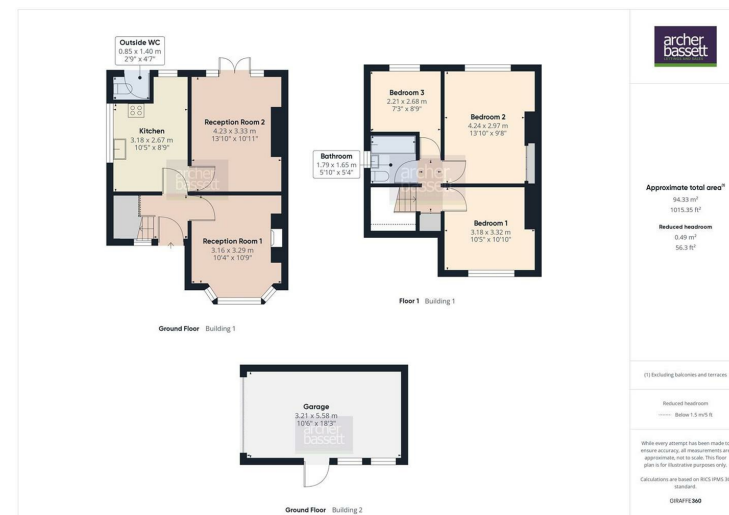 Outside WC
0.85 x 1.40 m
2'9" x 4'7"
Kitchen
3.18 x 2.67 m
10'5" x 8'9"
Reception Room 2
4.23 x 3.33 m
13'10" x 10'11"
archer
bassett
Reception Room 1
3.16 x 3.29 m
10'4" x 10'9"
Ground Floor Building 1
Bedroom 3
2.21 x 2.68 m
7'3" x 8'9"
Bedroom 2
4.24 x 2.97 m
13'10" x 9'8"
Bathroom
1.79 x 1.65 m
5'10" x 5'4"
archer
bassett
Bedroom 1
3.18 x 3.32 m
10'5" x 10'10"
Floor 1 Building 1
Garage
3.21 x 5.58 m
10'6" x 18'3"
archer
bassett
Ground Floor Building 2
archer
bassett
Approximate total area(1)
94.33 m²
1015.35 ft²
Reduced headroom
0.49 m²
56.3 ft²
(1) Excluding balconies and terraces
Reduced headroom
Below 1.5 m/5 ft
While every attempt has been made to
ensure accuracy, all measurements are
approximate, not to scale. This floor
plan is for illustrative purposes only.
Calculations are based on RICS IPMS 3C
standard.
GIRAFFE360